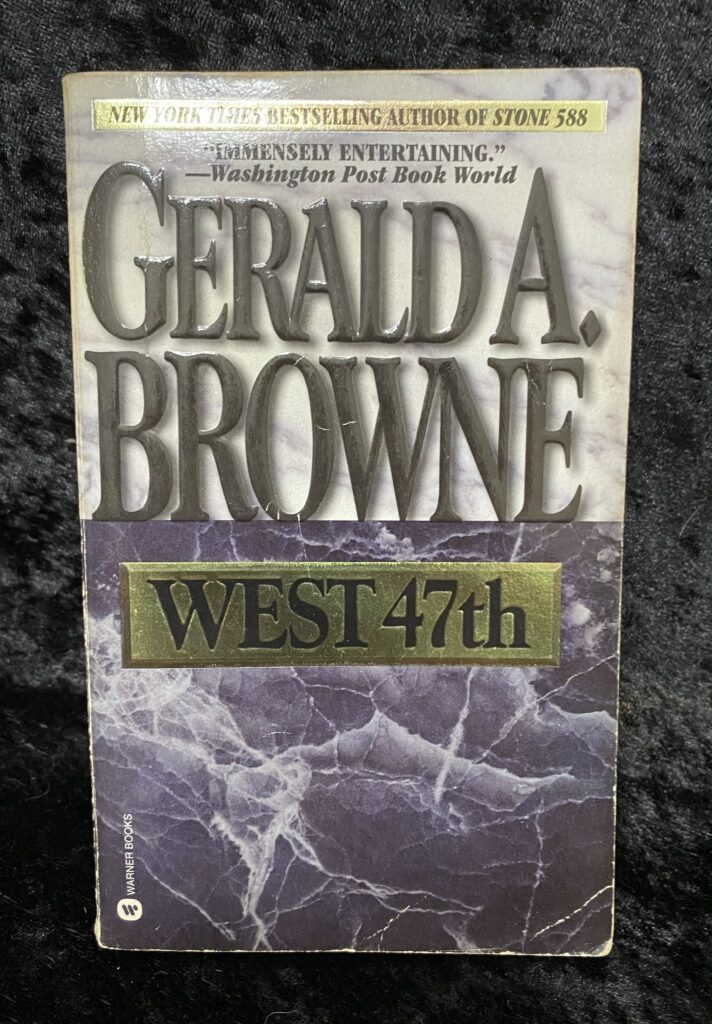 NEW YORK TIMES BESTSELLING AUTHOR OF STONE 588
"IMMENSELY ENTERTAINING."
—Washington Post Book World
GERALD A.
BROWNE
WEST 47th
WARNER BOOKS